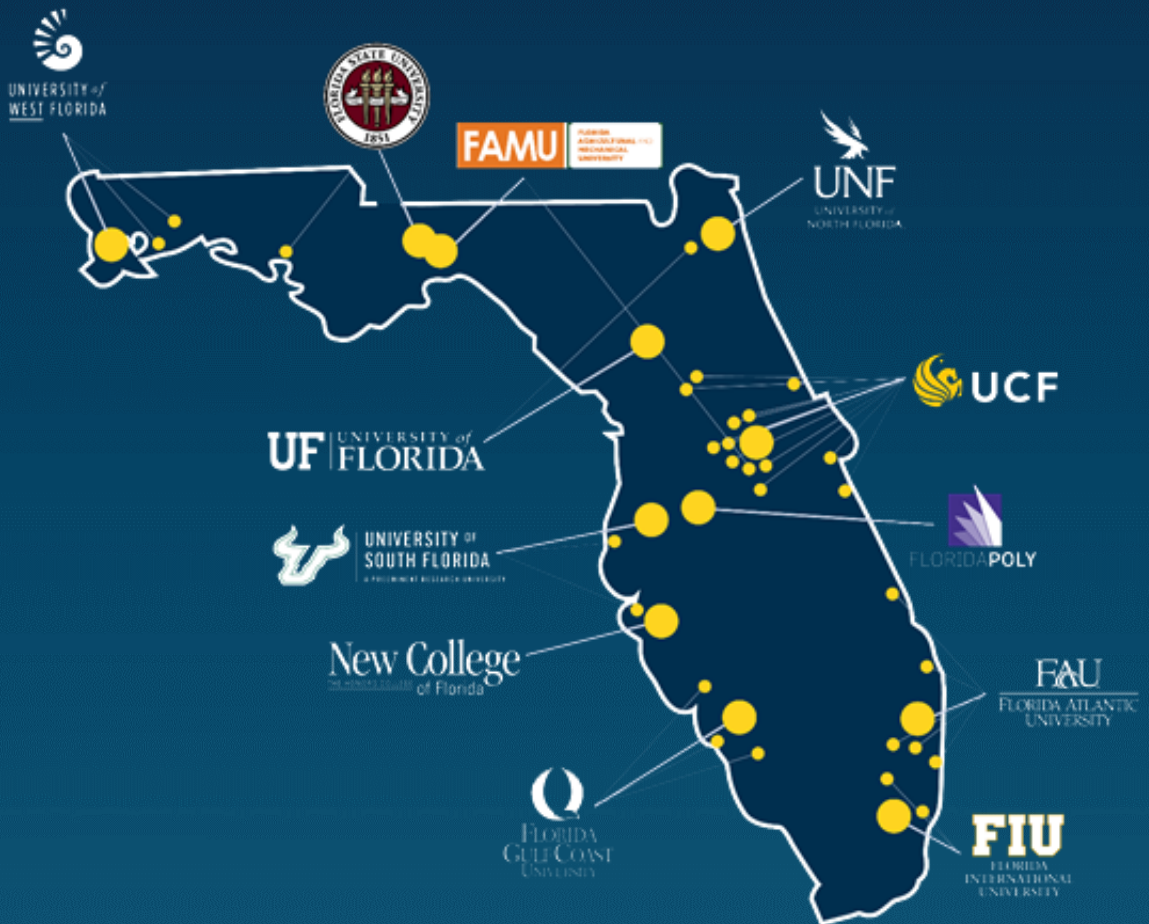 UNIVERSITY of
WEST FLORIDA
FLORIDA STATE UNIVERSITY
1851
FAMU
FLORIDA
AGRICULTURAL AND
MECHANICAL
UNIVERSITY
UNF
UNIVERSITY of
NORTH FLORIDA
UCF
UF
UNIVERSITY of
FLORIDA
UNIVERSITY OF
SOUTH FLORIDA
A PREEMINENT RESEARCH UNIVERSITY
FLORIDAPOLY
New College
THE HONORS COLLEGE
of Florida
FAU
FLORIDA ATLANTIC
UNIVERSITY
FLORIDA
GULF COAST
UNIVERSITY
FIU
FLORIDA
INTERNATIONAL
UNIVERSITY